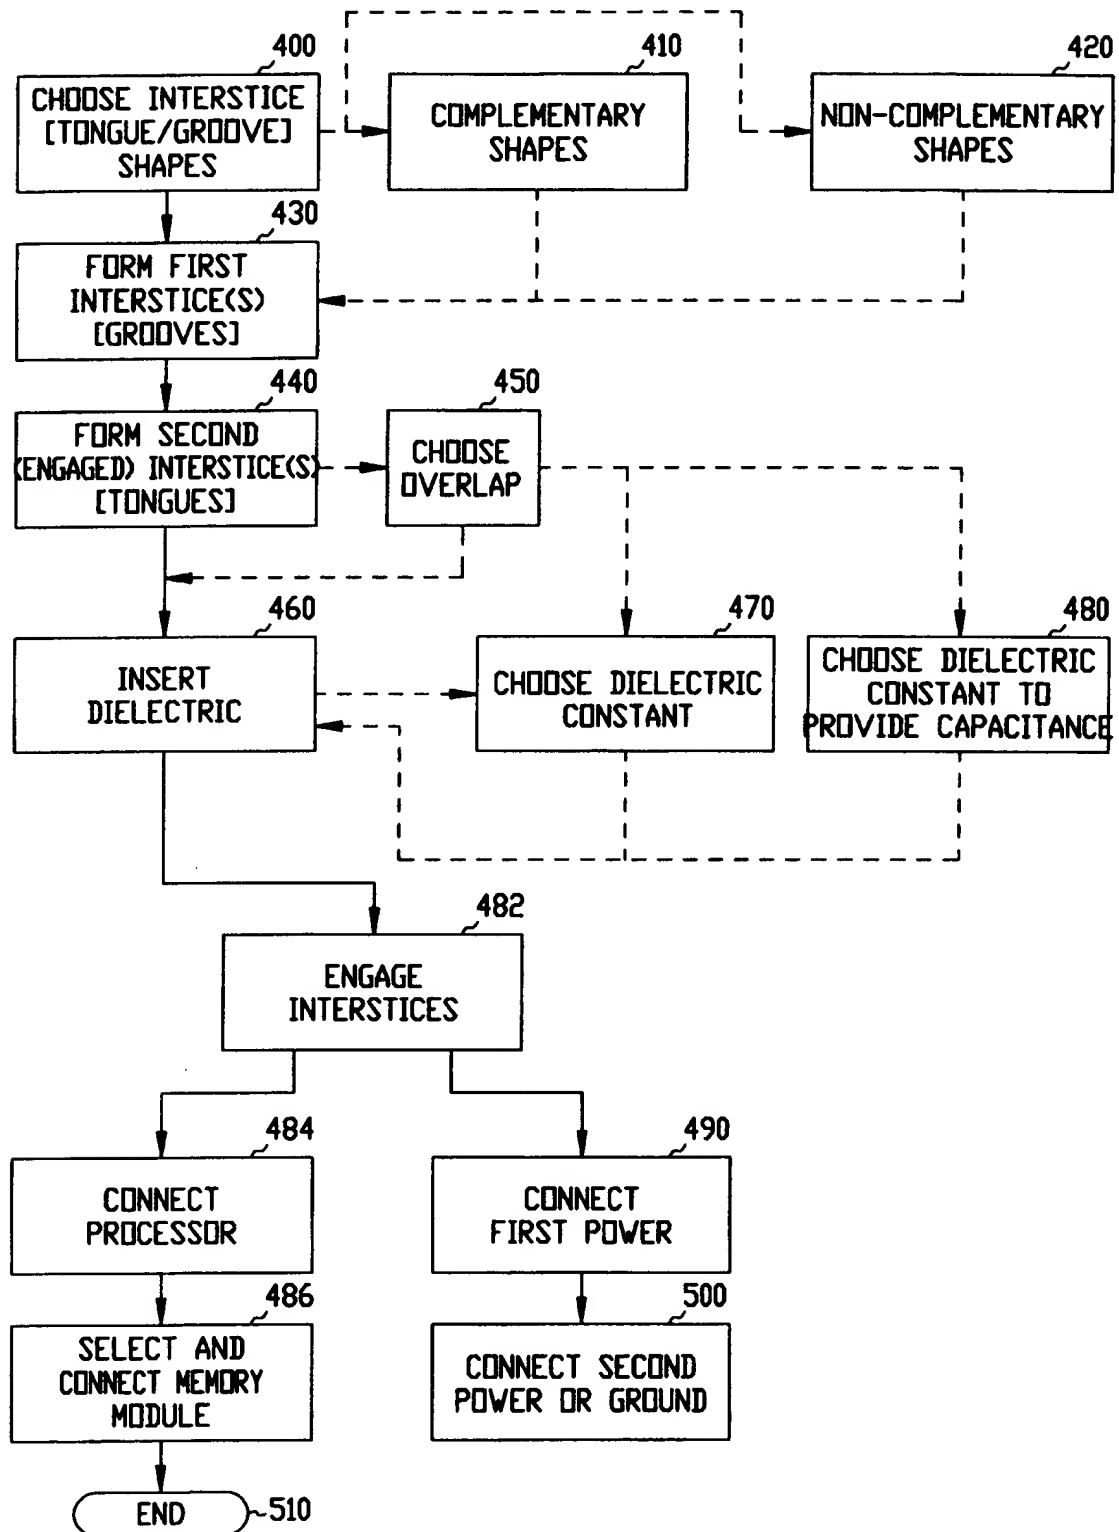 400
CHOOSE INTERSTICE
[TONGUE/GROOVE]
SHAPES
410
COMPLEMENTARY
SHAPES
420
NON-COMPLEMENTARY
SHAPES
430
FORM FIRST
INTERSTICE(S)
[GROOVES]
440
FORM SECOND
(ENGAGED) INTERSTICE(S)
[TONGUES]
450
CHOOSE
OVERLAP
460
INSERT
DIELECTRIC
470
CHOOSE DIELECTRIC
CONSTANT
480
CHOOSE DIELECTRIC
CONSTANT TO
PROVIDE CAPACITANCE
482
ENGAGE
INTERSTICES
484
CONNECT
PROCESSOR
490
CONNECT
FIRST POWER
486
SELECT AND
CONNECT MEMORY
MODULE
500
CONNECT SECOND
POWER OR GROUND
END
510